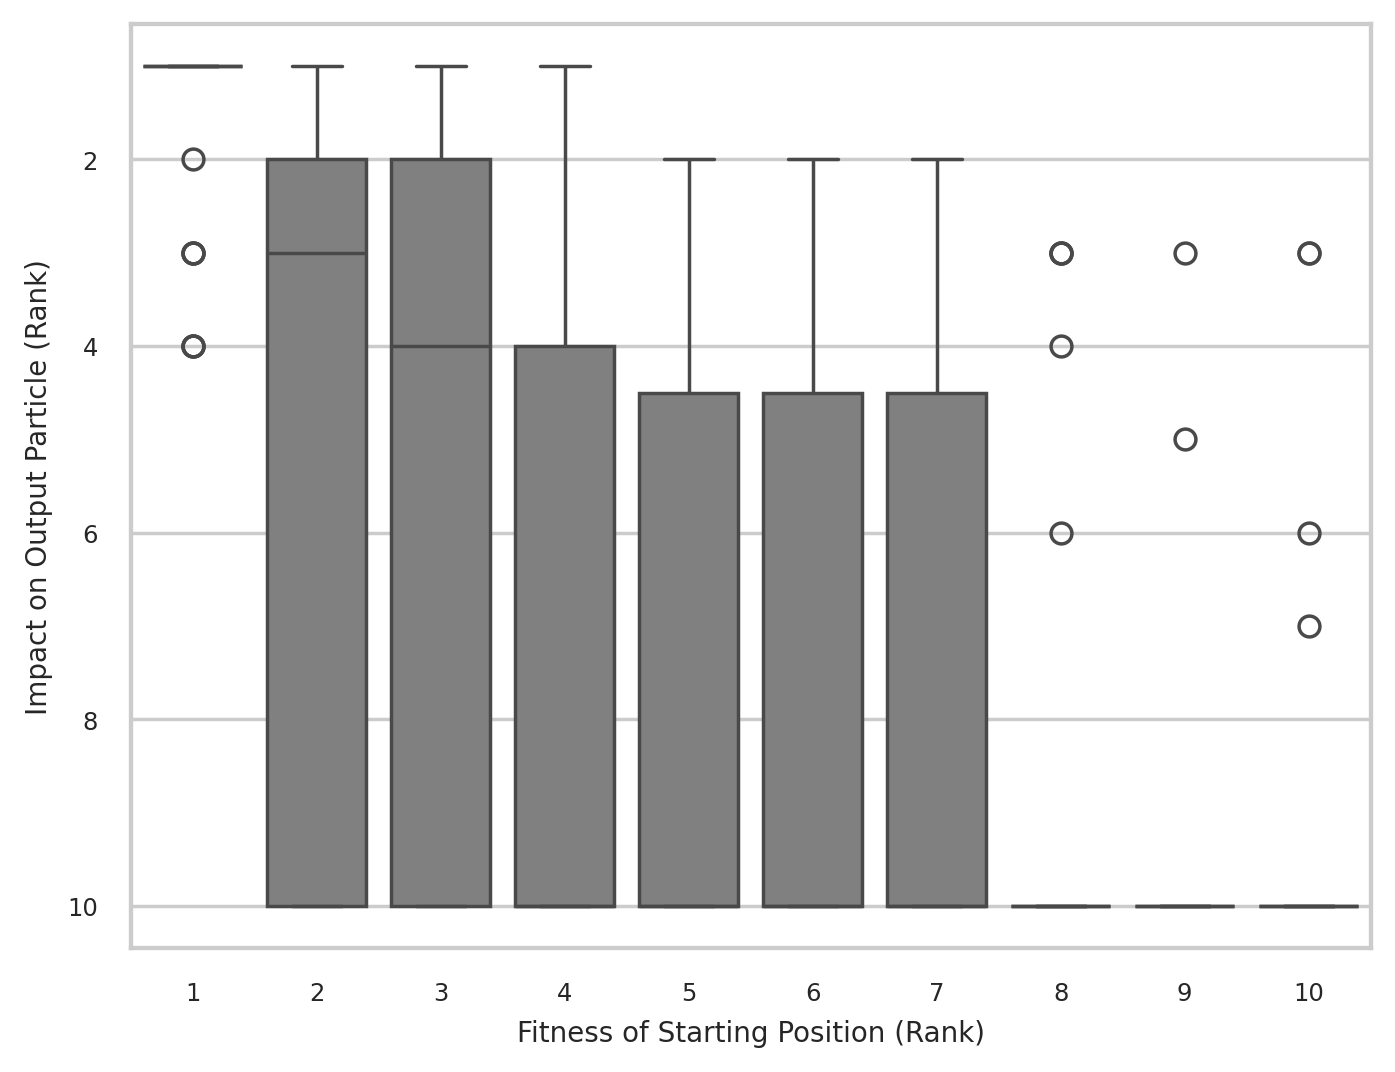 Impact on Output Particle (Rank)
2
4
6
8
10
1 2 3 4 5 6 7 8 9 10
Fitness of Starting Position (Rank)